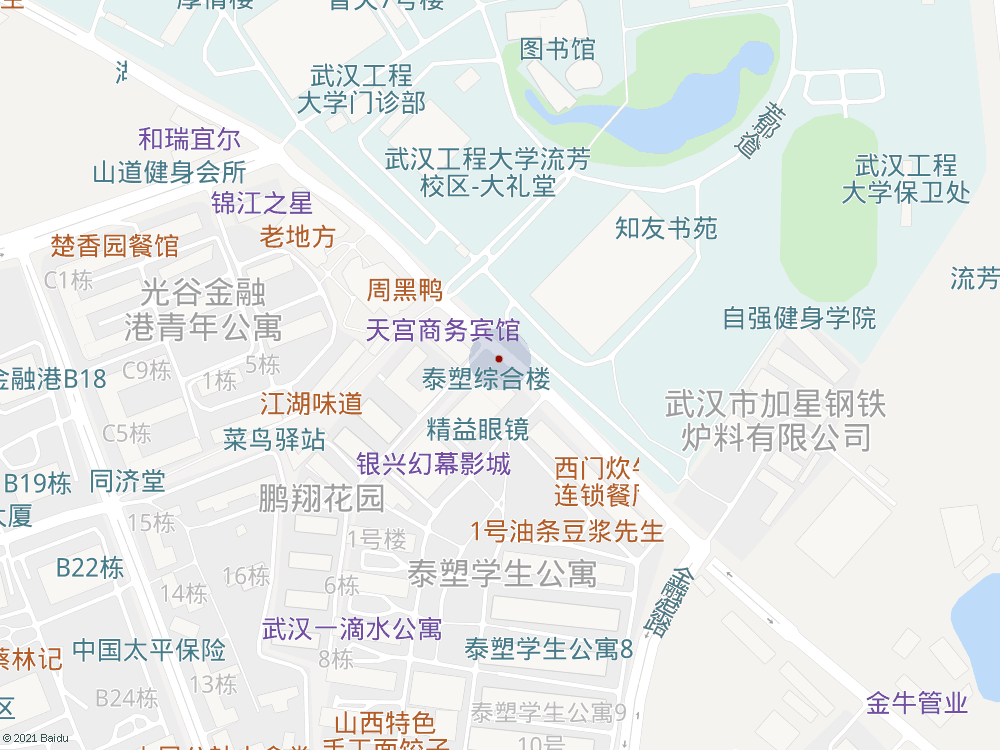 图书馆
武汉工程
大学门诊部
和瑞宜尔
山道健身会所
武汉工程大学流芳
校区-大礼堂
武汉工程
大学保卫处
锦江之星
老地方
楚香园餐馆
知友书苑
C1栋
光谷金融
港青年公寓
周黑鸭
流芳
天宫商务宾馆
自强健身学院
5栋
C9栋
1栋
金融港B18
泰塑综合楼
江湖味道
武汉市加星钢铁
炉料有限公司
C5栋
菜鸟驿站
精益眼镜
银兴幻幕影城
西门炊
连锁餐
B19栋
同济堂
大厦
鹏翔花园
15栋
1号楼
1号油条豆浆先生
B22栋
16栋
6栋
14栋
泰塑学生公寓
武汉一滴水公寓
中国太平保险
蔡林记
8栋
泰塑学生公寓8
13栋
B24栋
区
金牛管业
山西特色
泰塑学生公寓9
10号
© 2021 Baidu